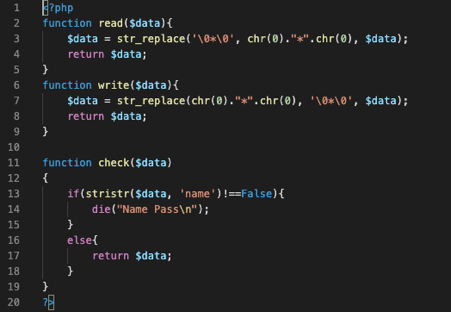 1 <?php
2 function read($data){
3     $data = str_replace('\0*\0', chr(0)."*".chr(0), $data);
4     return $data;
5 }
6 function write($data){
7     $data = str_replace(chr(0)."*".chr(0), '\0*\0', $data);
8     return $data;
9 }
10
11 function check($data)
12 {
13     if(stristr($data, 'name')!==False){
14         die("Name Pass\n");
15     }
16     else{
17         return $data;
18     }
19 }
20 ?>